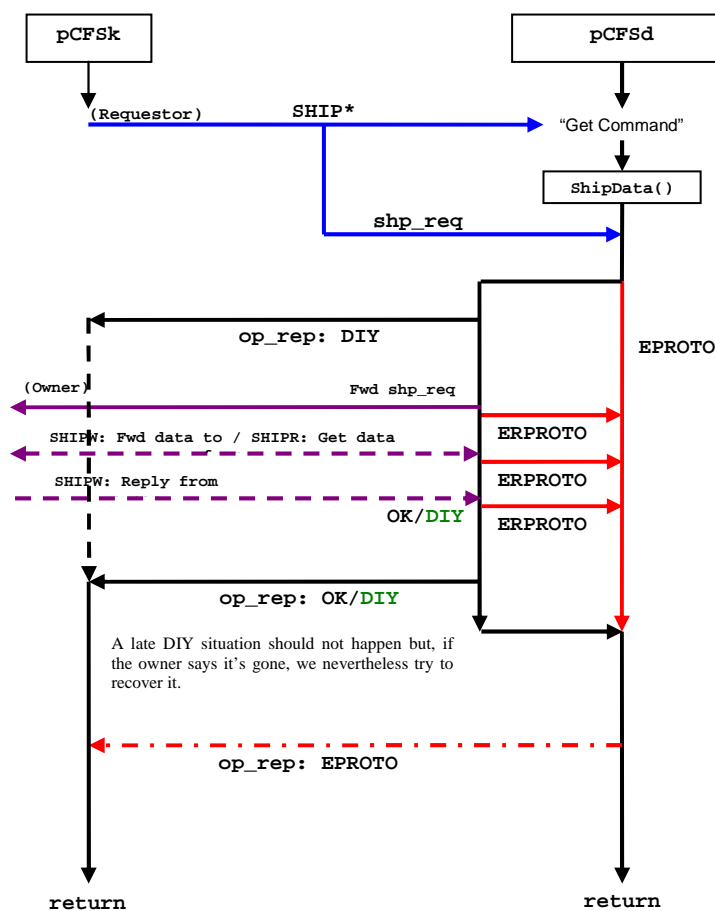 pCFSk
pCFSd
(Requestor)
SHIP*
“Get Command”
ShipData()
shp_req
op_rep: DIY
EPROTO
(Owner)
Fwd shp_req
ERPROTO
SHIPW: Fwd data to / SHIPR: Get data
ERPROTO
SHIPW: Reply from
OK/DIY
ERPROTO
op_rep: OK/DIY
A late DIY situation should not happen but, if
the owner says it’s gone, we nevertheless try to
recover it.
op_rep: EPROTO
return
return